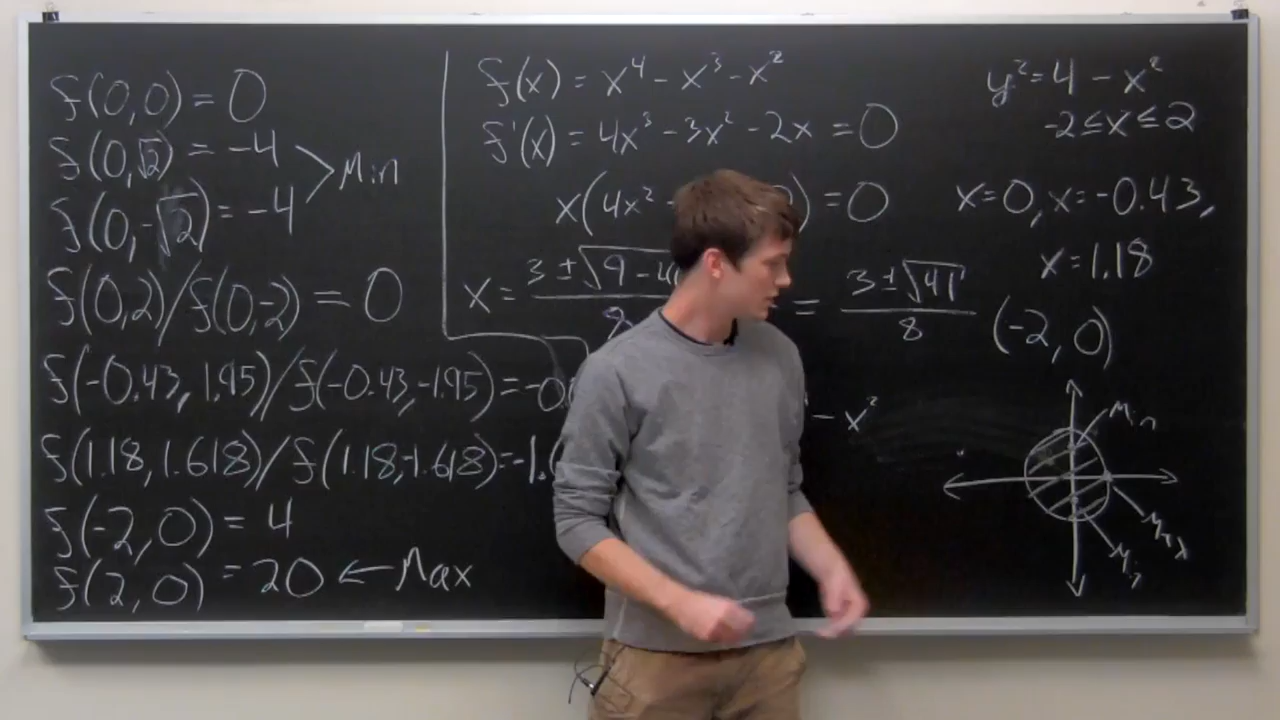 f(0,0) = 0
f(0,√2) = -4
f(0,-√2) = -4
> Min
f(0,2)/f(0,-2) = 0
f(-0.43, 1.95)/f(-0.43,-1.95) = -0.
f(1.18, 1.618)/f(1.18,-1.618) = -1.
f(-2,0) = 4
f(2,0) = 20 ← Max
f(x) = x⁴ - x³ - x²
f'(x) = 4x³ - 3x² - 2x = 0
x(4x² - ) = 0
x = 3 ± √9 - 4 / 8 = 3 ± √41 / 8
- x²
y² = 4 - x²
-2 ≤ x ≤ 2
x=0, x=-0.43,
x=1.18
(-2, 0)
Min
Max